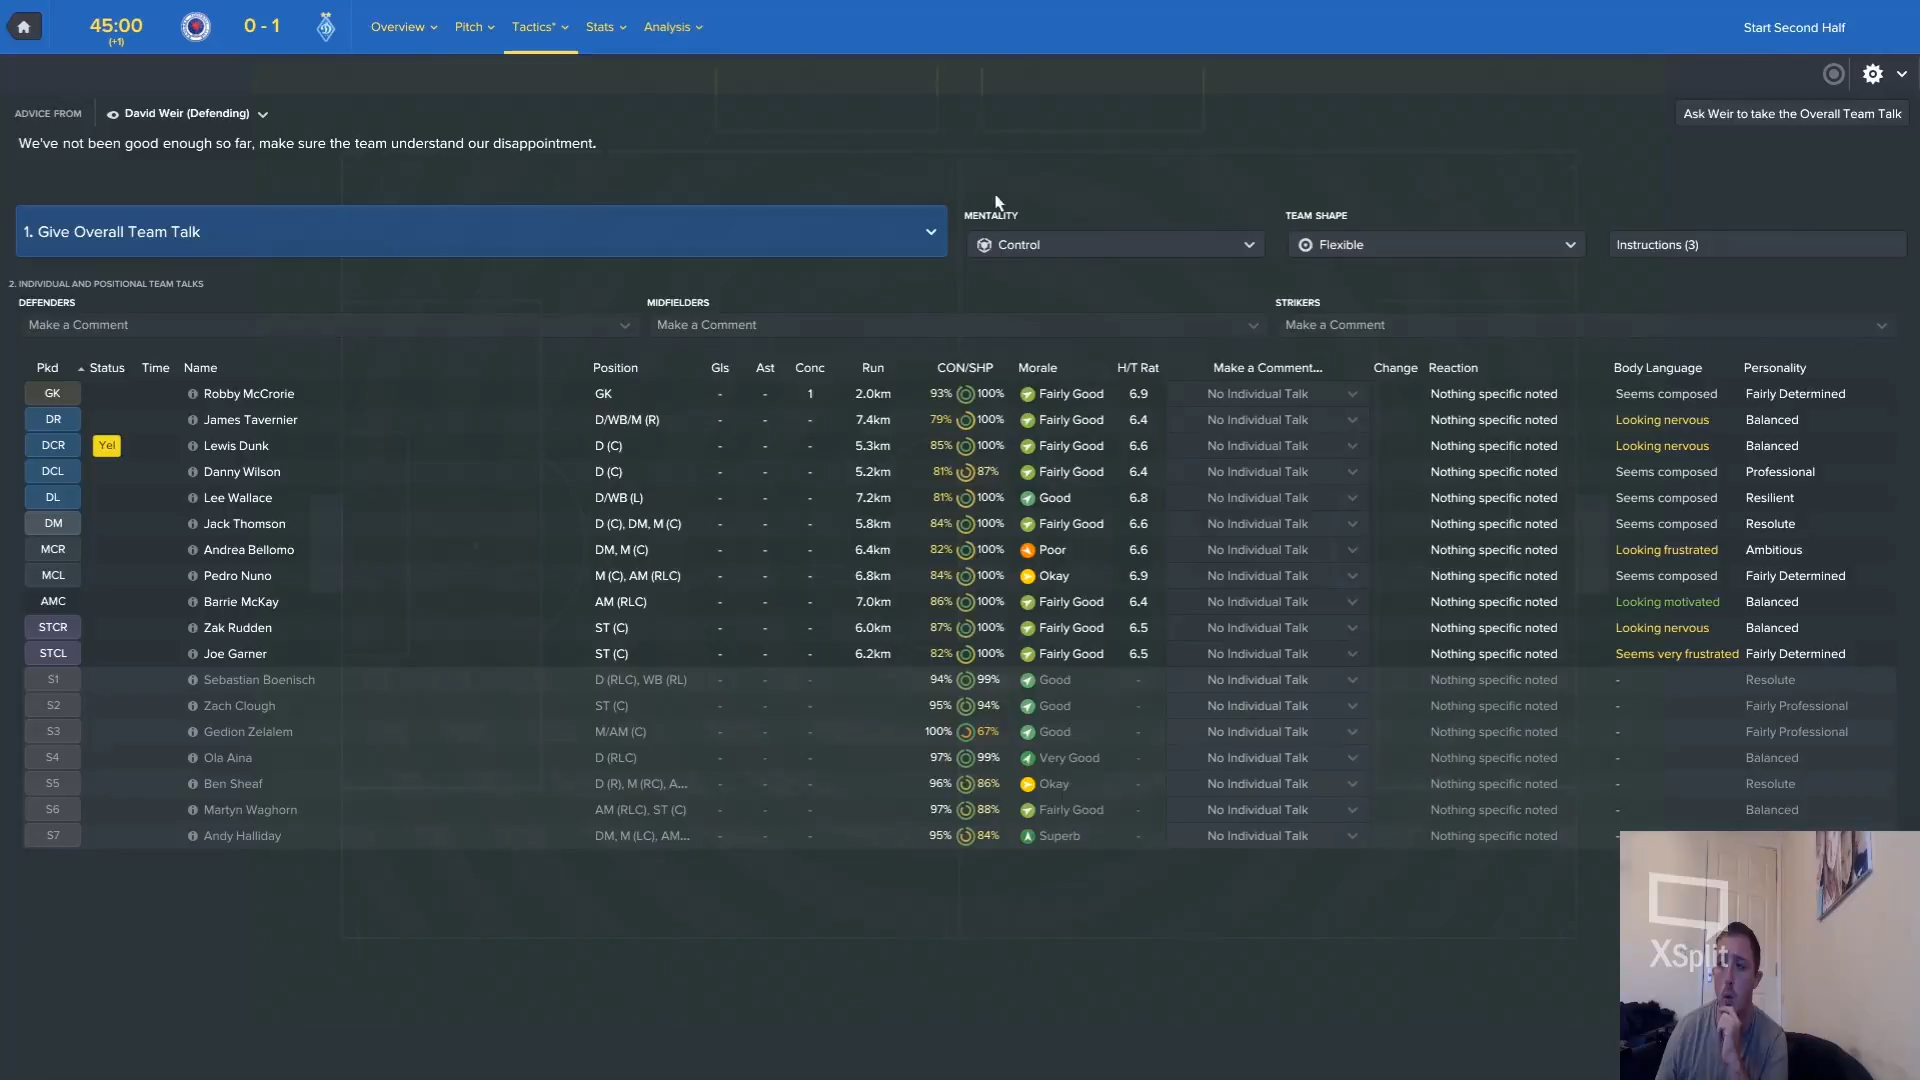 45:00 0 - 1 Overview Pitch Tactics* Stats Analysis Start Second Half
(+1)
ADVICE FROM David Weir (Defending) Ask Weir to take the Overall Team Talk
We've not been good enough so far, make sure the team understand our disappointment.
MENTALITY TEAM SHAPE
1. Give Overall Team Talk Control Flexible Instructions (3)
2. INDIVIDUAL AND POSITIONAL TEAM TALKS
DEFENDERS MIDFIELDERS STRIKERS
Make a Comment Make a Comment Make a Comment
Pkd Status Time Name Position Gls Ast Conc Run CON/SHP Morale H/T Rat Make a Comment... Change Reaction Body Language Personality
GK Robby McCrorie GK - - 1 2.0km 93% 100% Fairly Good 6.9 No Individual Talk Nothing specific noted Seems composed Fairly Determined
DR James Tavernier D/WB/M (R) - - - 7.4km 79% 100% Fairly Good 6.4 No Individual Talk Nothing specific noted Looking nervous Balanced
DCR Yel Lewis Dunk D (C) - - - 5.3km 85% 100% Fairly Good 6.6 No Individual Talk Nothing specific noted Looking nervous Balanced
DCL Danny Wilson D (C) - - - 5.2km 81% 87% Fairly Good 6.4 No Individual Talk Nothing specific noted Seems composed Professional
DL Lee Wallace D/WB (L) - - - 7.2km 81% 100% Good 6.8 No Individual Talk Nothing specific noted Seems composed Resilient
DM Jack Thomson D (C), DM, M (C) - - - 5.8km 84% 100% Fairly Good 6.6 No Individual Talk Nothing specific noted Seems composed Resolute
MCR Andrea Bellomo DM, M (C) - - - 6.4km 82% 100% Poor 6.6 No Individual Talk Nothing specific noted Looking frustrated Ambitious
MCL Pedro Nuno M (C), AM (RLC) - - - 6.8km 84% 100% Okay 6.9 No Individual Talk Nothing specific noted Seems composed Fairly Determined
AMC Barrie McKay AM (RLC) - - - 7.0km 86% 100% Fairly Good 6.4 No Individual Talk Nothing specific noted Looking motivated Balanced
STCR Zak Rudden ST (C) - - - 6.0km 87% 100% Fairly Good 6.5 No Individual Talk Nothing specific noted Looking nervous Balanced
STCL Joe Garner ST (C) - - - 6.2km 82% 100% Fairly Good 6.5 No Individual Talk Nothing specific noted Seems very frustrated Fairly Determined
S1 Sebastian Boenisch D (RLC), WB (RL) 94% 99% Good - No Individual Talk Nothing specific noted - Resolute
S2 Zach Clough ST (C) 95% 94% Good - No Individual Talk Nothing specific noted - Fairly Professional
S3 Gedion Zelalem M/AM (C) 100% 67% Good - No Individual Talk Nothing specific noted - Fairly Professional
S4 Ola Aina D (RLC) 97% 99% Very Good - No Individual Talk Nothing specific noted - Balanced
S5 Ben Sheaf D (R), M (RC), A... 96% 86% Okay - No Individual Talk Nothing specific noted - Resolute
S6 Martyn Waghorn AM (RLC), ST (C) 97% 88% Fairly Good - No Individual Talk Nothing specific noted - Balanced
S7 Andy Halliday DM, M (LC), AM... 95% 84% Superb - No Individual Talk Nothing specific noted -
XSplit